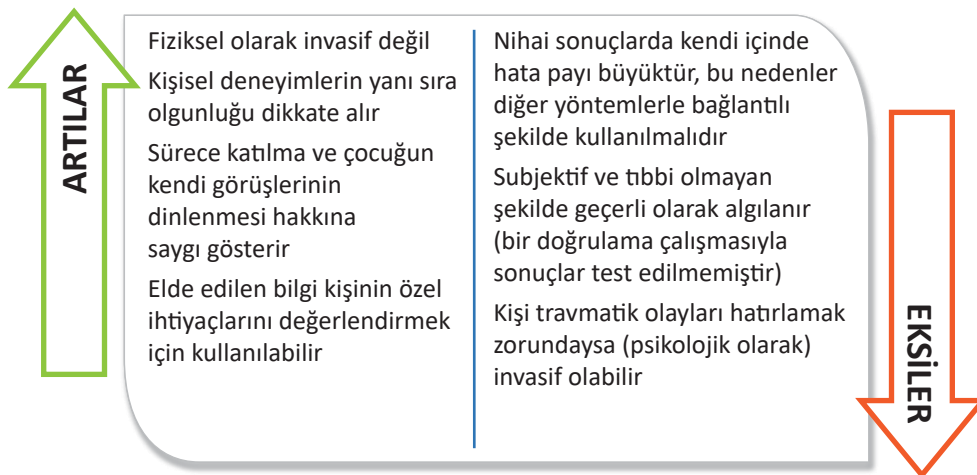 ARTILAR
Fiziksel olarak invasif değil
Kişisel deneyimlerin yanı sıra
olgunluğu dikkate alır
Sürece katılma ve çocuğun
kendi görüşlerinin
dinlenmesi hakkına
saygı gösterir
Elde edilen bilgi kişinin özel
ihtiyaçlarını değerlendirmek
için kullanılabilir
Nihai sonuçlarda kendi içinde
hata payı büyüktür, bu nedenler
diğer yöntemlerle bağlantılı
şekilde kullanılmalıdır
Subjektif ve tıbbi olmayan
şekilde geçerli olarak algılanır
(bir doğrulama çalışmasıyla
sonuçlar test edilmemiştir)
Kişi travmatik olayları hatırlamak
zorundaysa (psikolojik olarak)
invasif olabilir
EKSİLER